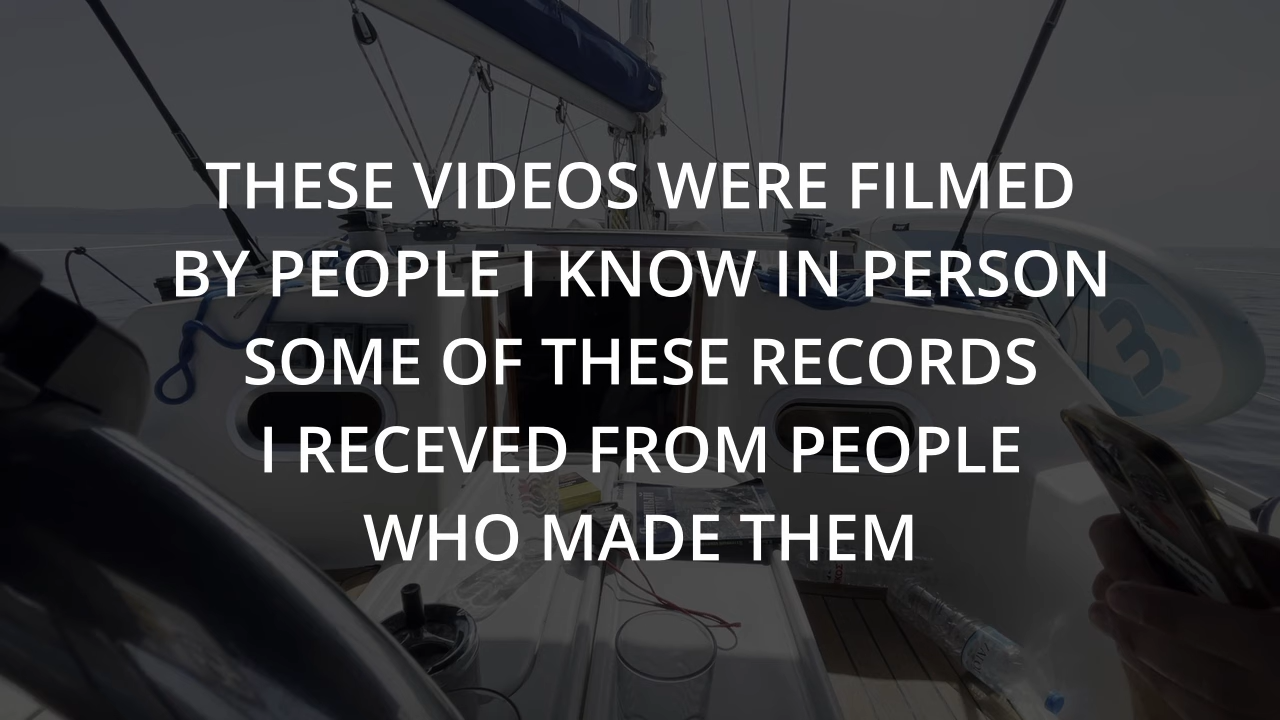 THESE VIDEOS WERE FILMED
BY PEOPLE I KNOW IN PERSON
SOME OF THESE RECORDS
I RECEVED FROM PEOPLE
WHO MADE THEM
3